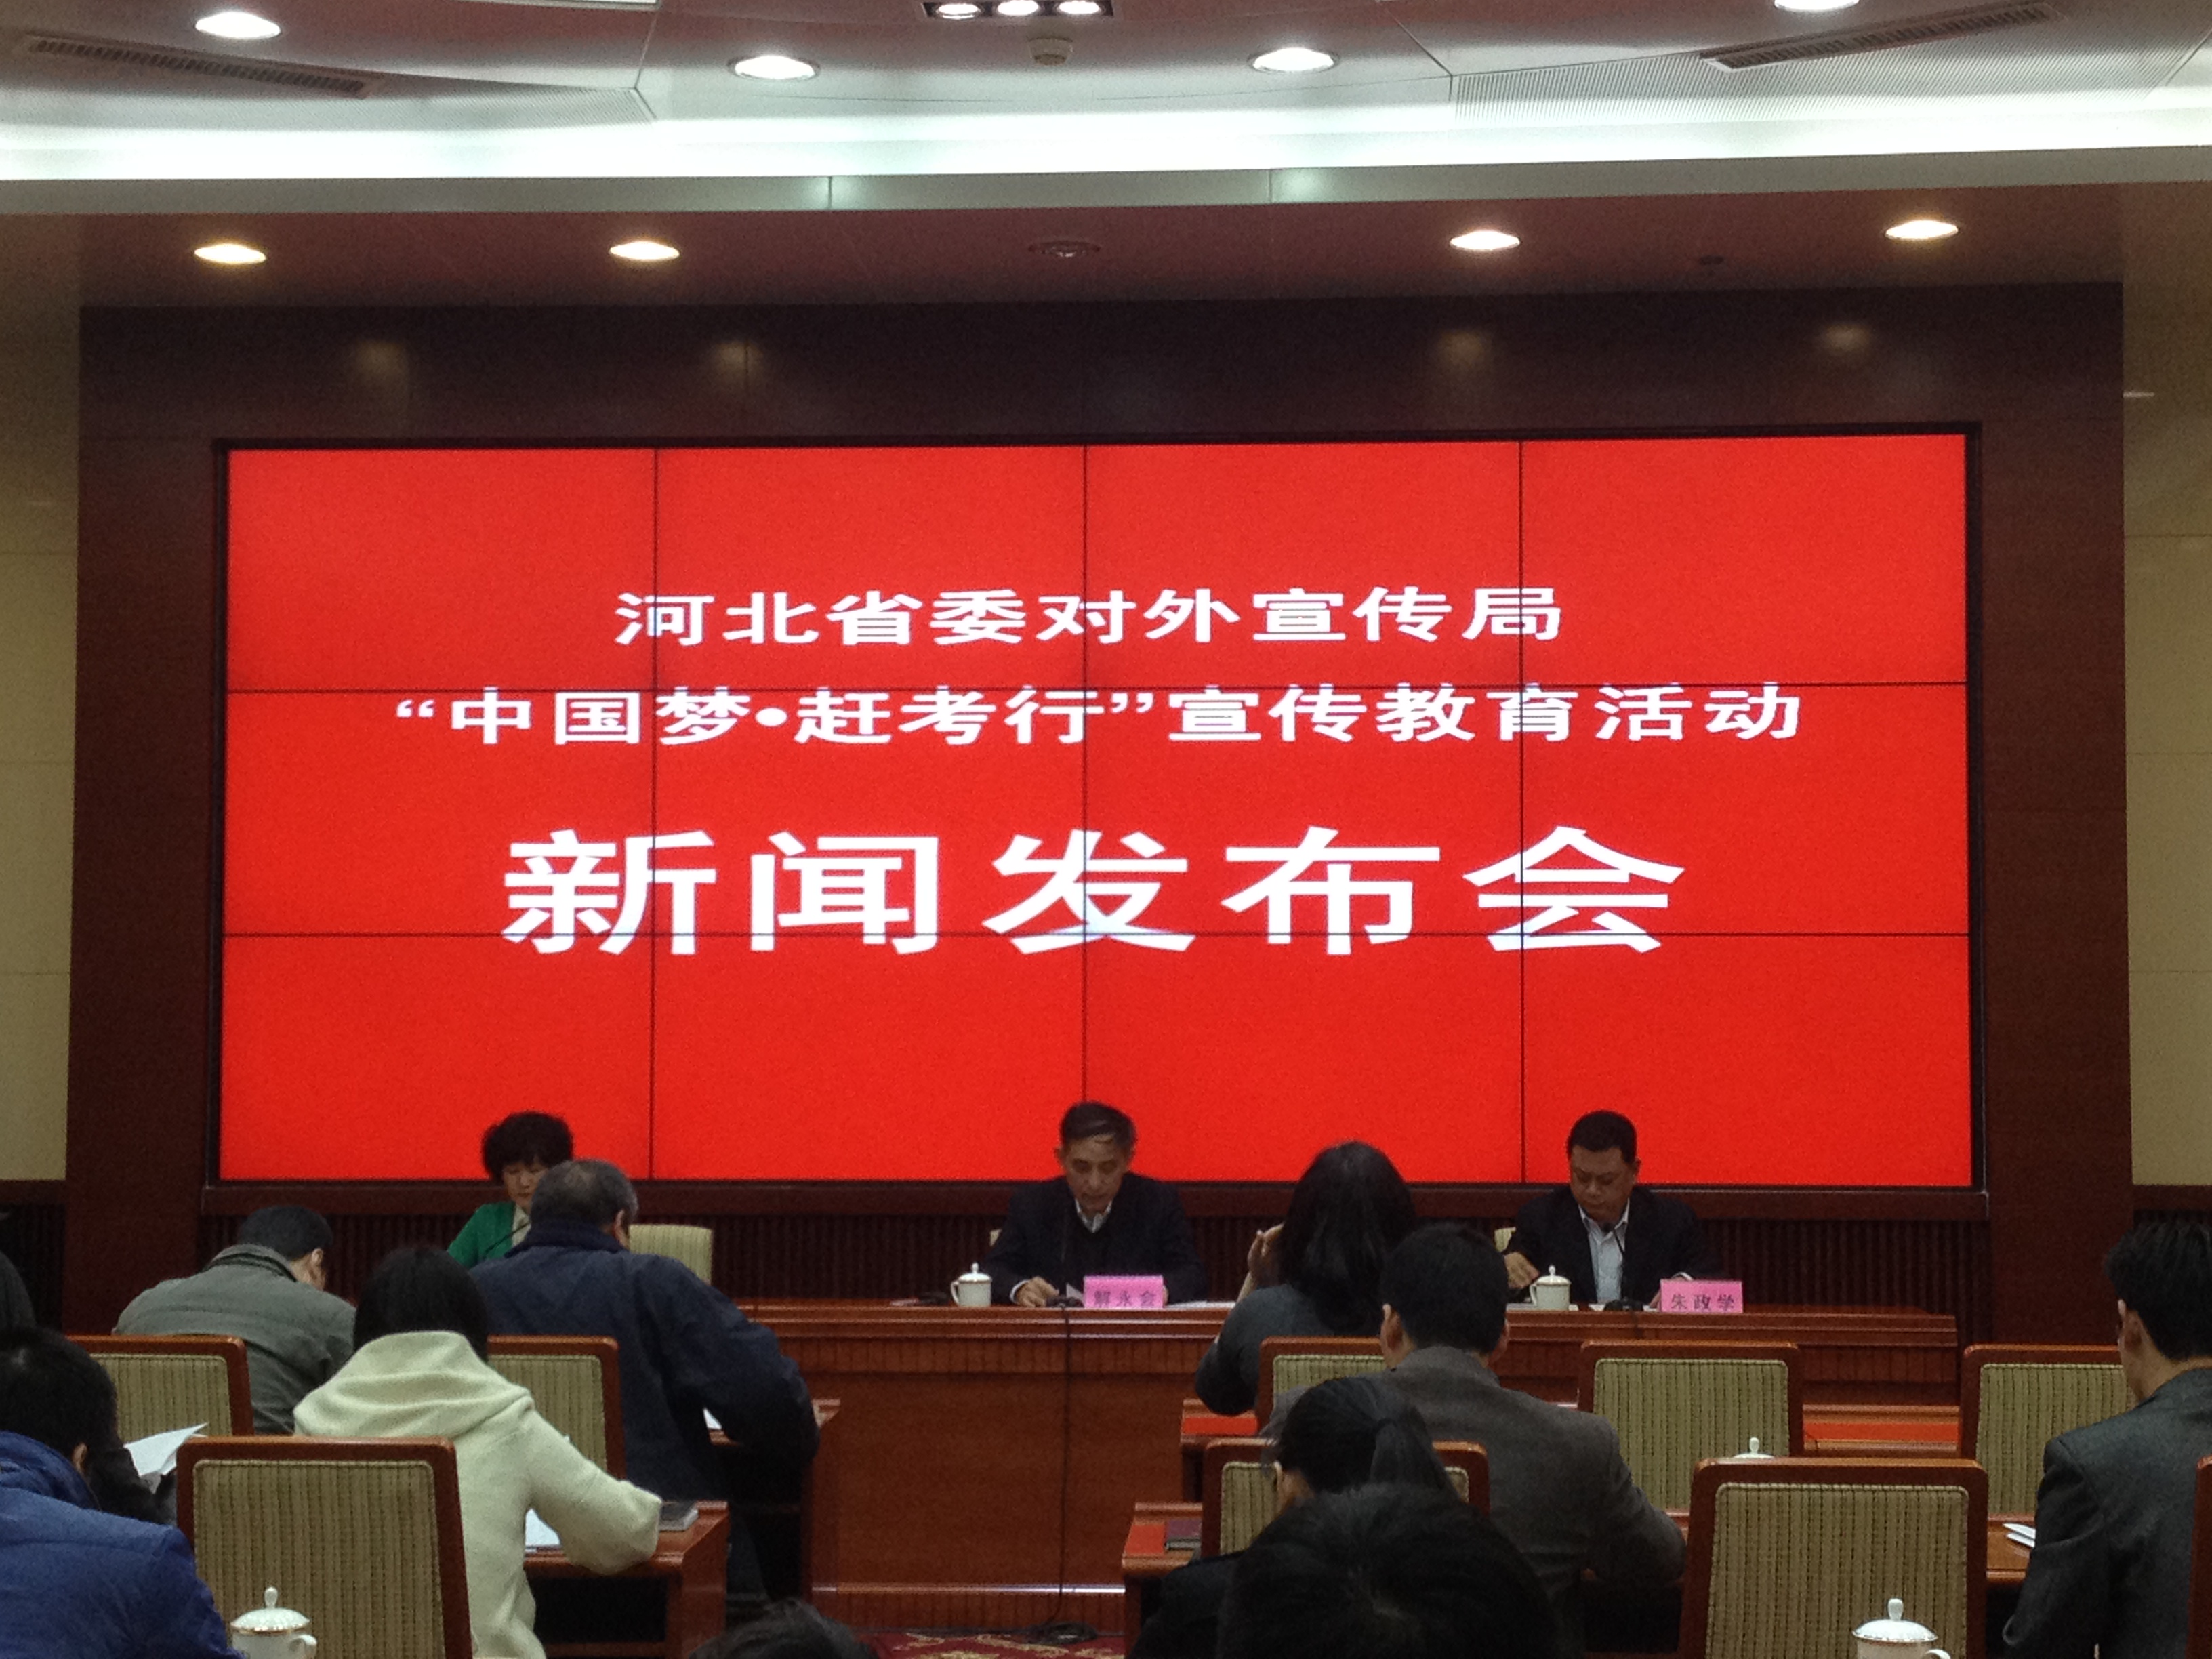 河北省委对外宣传局
“中国梦•赶考行”宣传教育活动
新闻发布会
解永会
朱政学